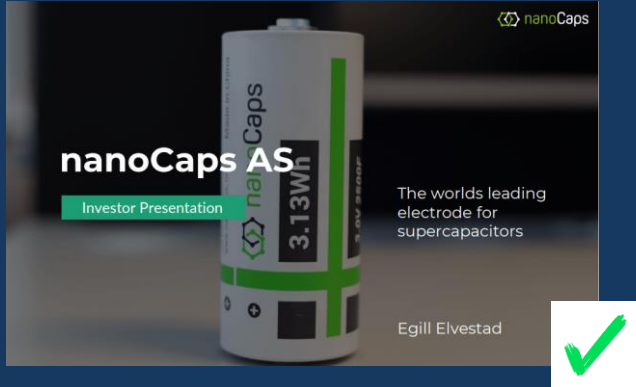 nanoCaps
Made in China
nanoCaps
3.13Wh
nanoCaps AS
Investor Presentation
The worlds leading
electrode for
supercapacitors
Egill Elvestad